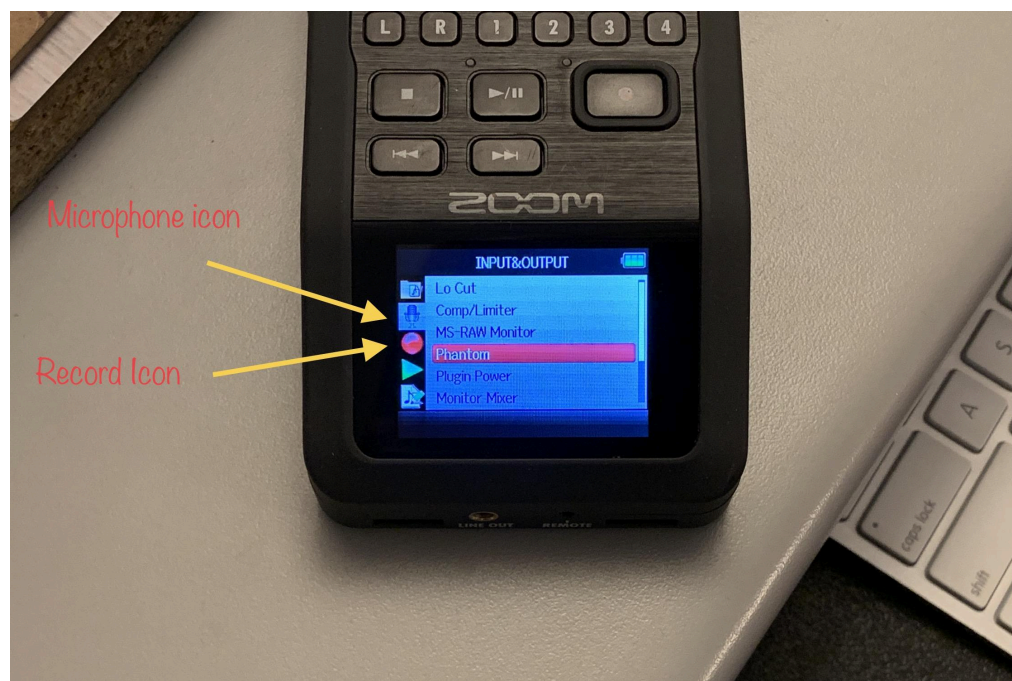 L R 1 2 3 4
ZOOM
Microphone icon
INPUT&OUTPUT
Lo Cut
Comp/Limiter
MS-RAW Monitor
Record Icon
Phantom
Plugin Power
Monitor Mixer
LINE OUT REMOTE
S
A
caps lock
shift